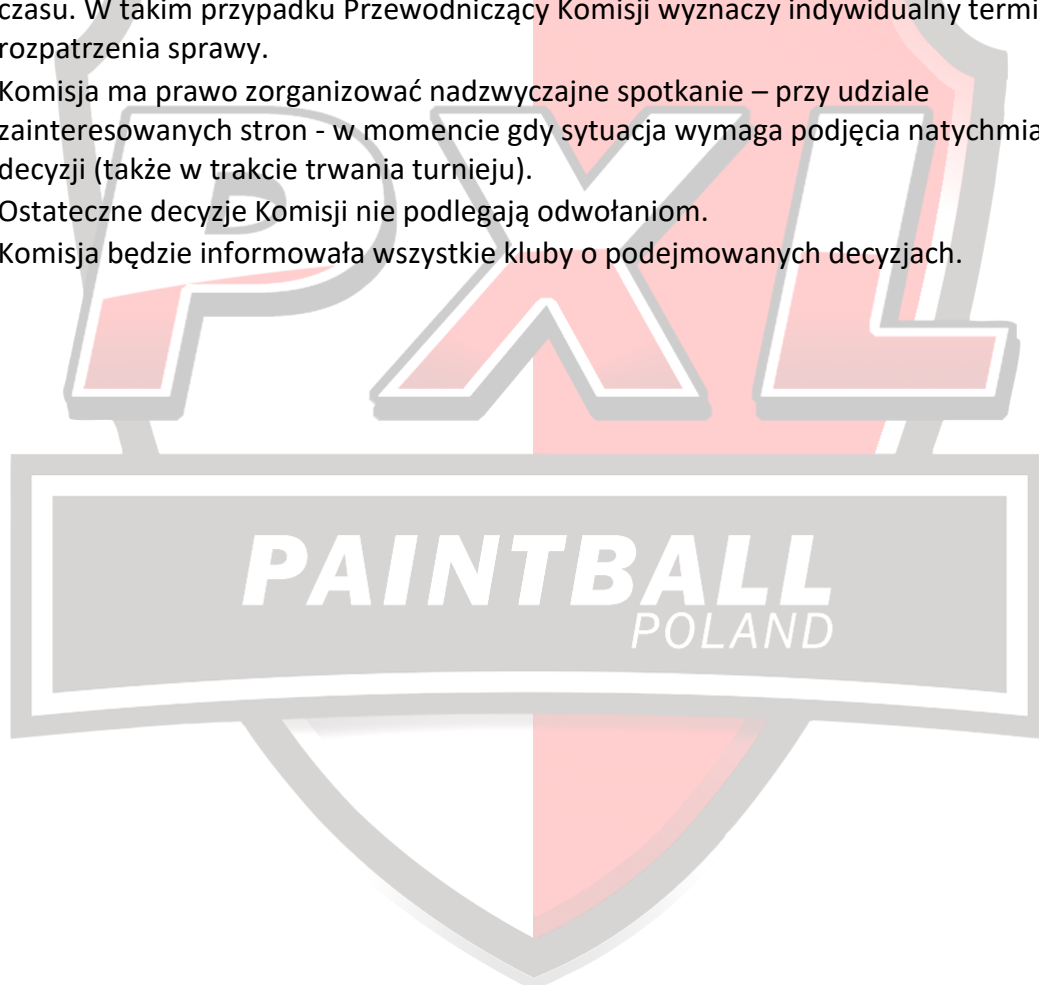 czasu. W takim przypadku Przewodniczący Komisji wyznaczy indywidualny termi
rozpatrzenia sprawy.
Komisja ma prawo zorganizować nadzwyczajne spotkanie – przy udziale
zainteresowanych stron - w momencie gdy sytuacja wymaga podjęcia natychmia
decyzji (także w trakcie trwania turnieju).
Ostateczne decyzje Komisji nie podlegają odwołaniom.
Komisja będzie informowała wszystkie kluby o podejmowanych decyzjach.
PXL
PAINTBALL
POLAND